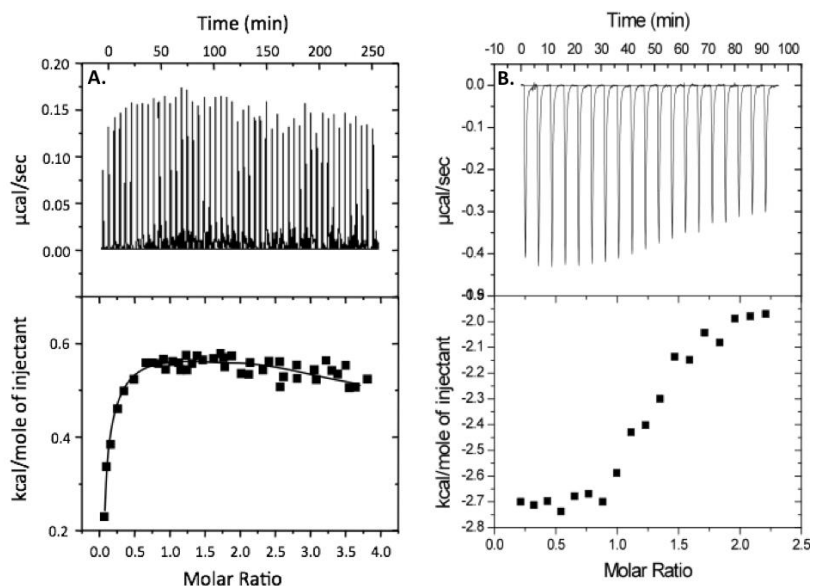 Time (min)
0 50 100 150 200 250
A.
0.20
0.15
0.10
0.05
0.00
µcal/sec
0.6
0.4
0.2
kcal/mole of injectant
0.0 0.5 1.0 1.5 2.0 2.5 3.0 3.5 4.0
Molar Ratio
Time (min)
-10 0 10 20 30 40 50 60 70 80 90 100
B.
0.0
-0.1
-0.2
-0.3
-0.4
µcal/sec
-2.0
-2.1
-2.2
-2.3
-2.4
-2.5
-2.6
-2.7
-2.8
kcal/mole of injectant
0.0 0.5 1.0 1.5 2.0 2.5
Molar Ratio